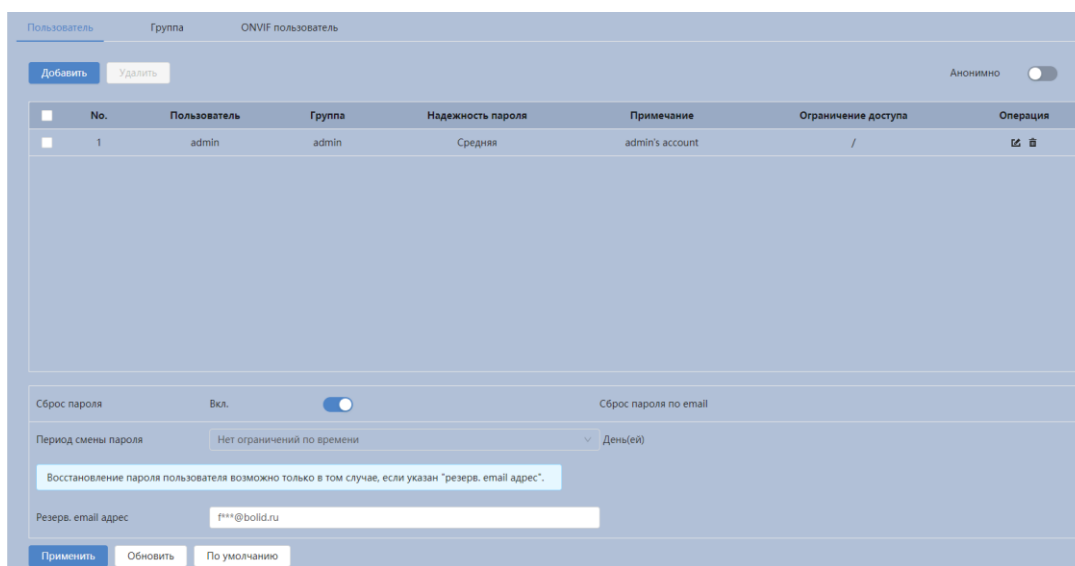 Пользователь Группа ONVIF пользователь
Добавить Удалить Анонимно
No. Пользователь Группа Надежность пароля Примечание Ограничение доступа Операция
1 admin admin Средняя admin's account /
Сброс пароля Вкл. Сброс пароля по email
Период смены пароля Нет ограничений по времени День(ей)
Восстановление пароля пользователя возможно только в том случае, если указан "резерв. email адрес".
Резерв. email адрес f***@bolid.ru
Применить Обновить По умолчанию